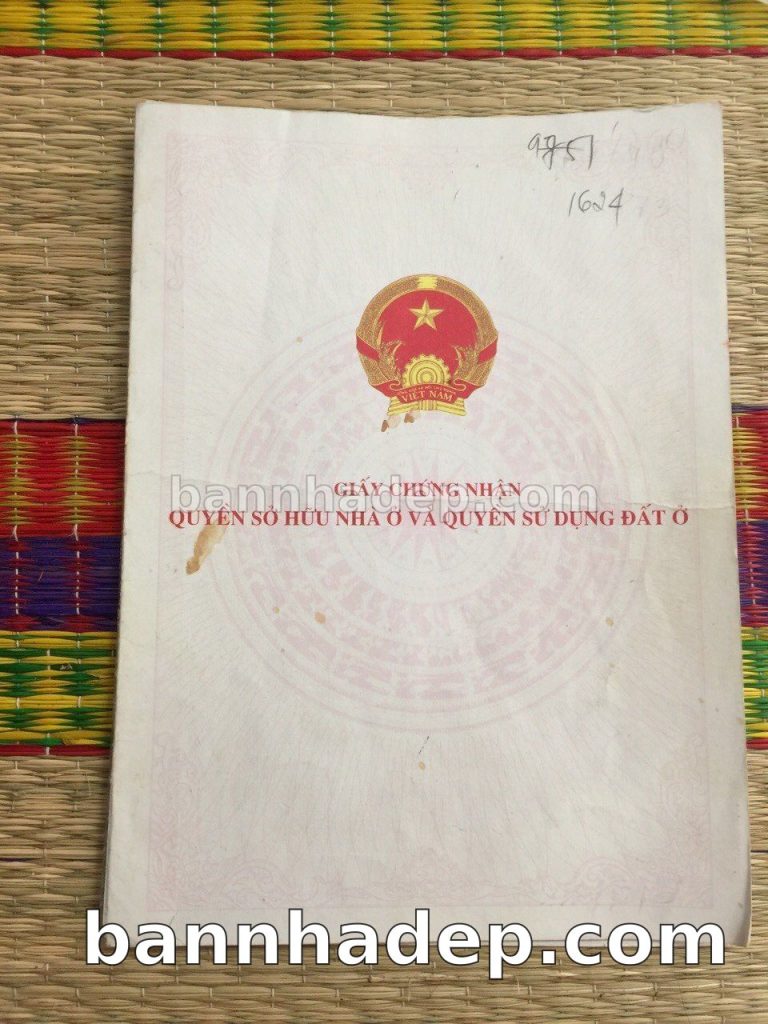 9751
1624
VIỆT NAM
GIẤY CHỨNG NHẬN
bannhadep.com
QUYỀN SỞ HỮU NHÀ Ở VÀ QUYỀN SỬ DỤNG ĐẤT Ở
bannhadep.com